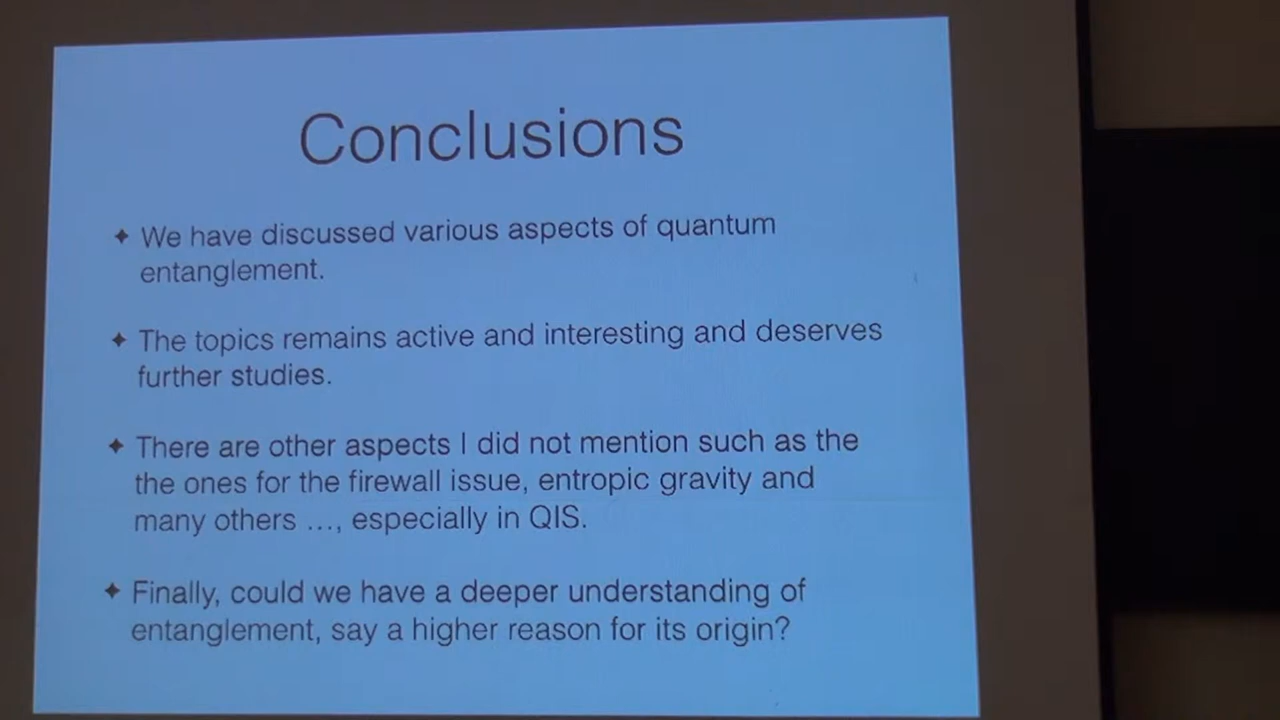 Conclusions
✦ We have discussed various aspects of quantum
entanglement.
✦ The topics remains active and interesting and deserves
further studies.
✦ There are other aspects I did not mention such as the
the ones for the firewall issue, entropic gravity and
many others ..., especially in QIS.
✦ Finally, could we have a deeper understanding of
entanglement, say a higher reason for its origin?